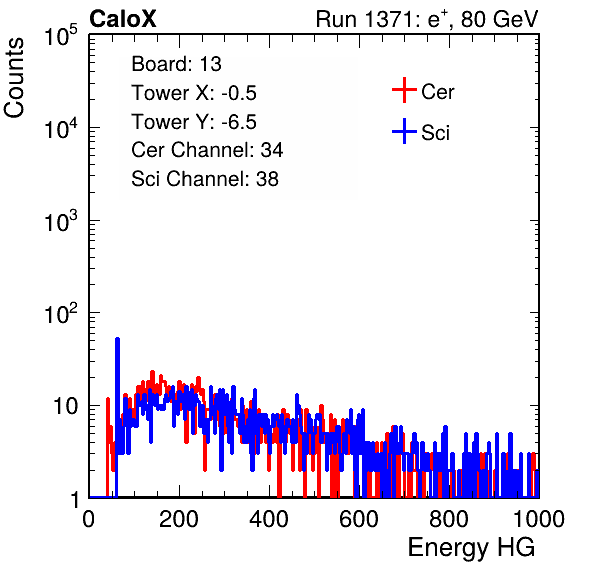 CaloX
Run 1371: e⁺, 80 GeV
Counts
10⁵
10⁴
10³
10²
10
1
Board: 13
Tower X: -0.5
Tower Y: -6.5
Cer Channel: 34
Sci Channel: 38
Cer
Sci
0 200 400 600 800 1000
Energy HG